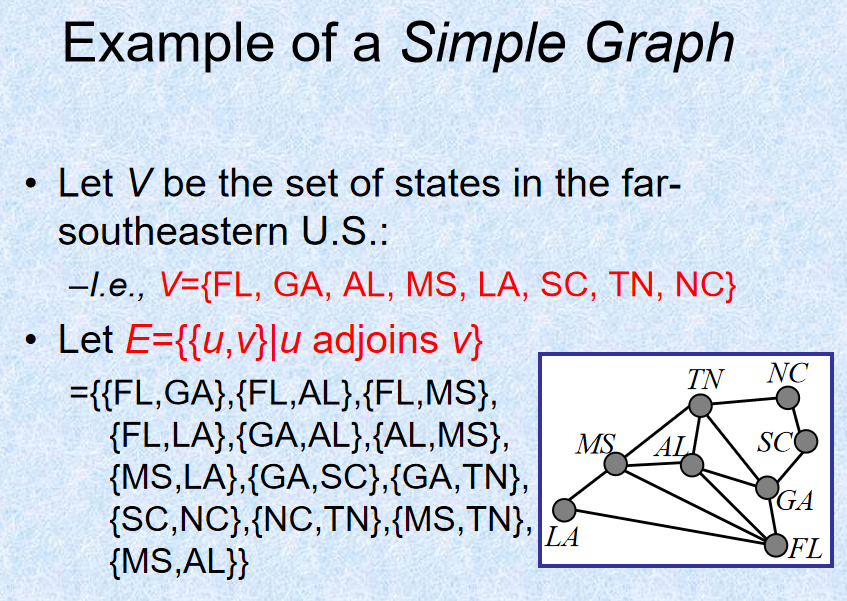 Example of a Simple Graph
• Let V be the set of states in the far-
southeastern U.S.:
–I.e., V={FL, GA, AL, MS, LA, SC, TN, NC}
• Let E={{u,v}|u adjoins v}
={{FL,GA},{FL,AL},{FL,MS},
{FL,LA},{GA,AL},{AL,MS},
{MS,LA},{GA,SC},{GA,TN},
{SC,NC},{NC,TN},{MS,TN},
{MS,AL}}
TN
NC
MS
AL
SC
GA
LA
FL